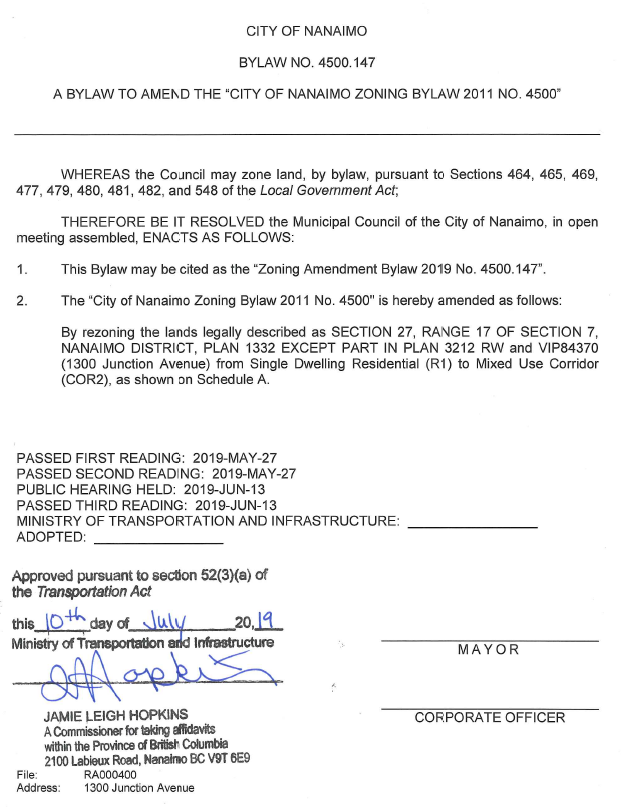 CITY OF NANAIMO
BYLAW NO. 4500.147
A BYLAW TO AMEND THE "CITY OF NANAIMO ZONING BYLAW 2011 NO. 4500"
WHEREAS the Council may zone land, by bylaw, pursuant to Sections 464, 465, 469,
477, 479, 480, 481, 482, and 548 of the Local Government Act;
THEREFORE BE IT RESOLVED the Municipal Council of the City of Nanaimo, in open
meeting assembled, ENACTS AS FOLLOWS:
1. This Bylaw may be cited as the "Zoning Amendment Bylaw 2019 No. 4500.147".
2. The "City of Nanaimo Zoning Bylaw 2011 No. 4500" is hereby amended as follows:
By rezoning the lands legally described as SECTION 27, RANGE 17 OF SECTION 7,
NANAIMO DISTRICT, PLAN 1332 EXCEPT PART IN PLAN 3212 RW and VIP84370
(1300 Junction Avenue) from Single Dwelling Residential (R1) to Mixed Use Corridor
(COR2), as shown on Schedule A.
PASSED FIRST READING: 2019-MAY-27
PASSED SECOND READING: 2019-MAY-27
PUBLIC HEARING HELD: 2019-JUN-13
PASSED THIRD READING: 2019-JUN-13
MINISTRY OF TRANSPORTATION AND INFRASTRUCTURE:
ADOPTED:
Approved pursuant to section 52(3)(a) of
the Transportation Act
this 10th day of July 2019
Ministry of Transportation and Infrastructure
JHopkins
MAYOR
CORPORATE OFFICER
JAMIE LEIGH HOPKINS
A Commissioner for taking affidavits
within the Province of British Columbia
2100 Labieux Road, Nanaimo BC V9T 6E9
File: RA000400
Address: 1300 Junction Avenue